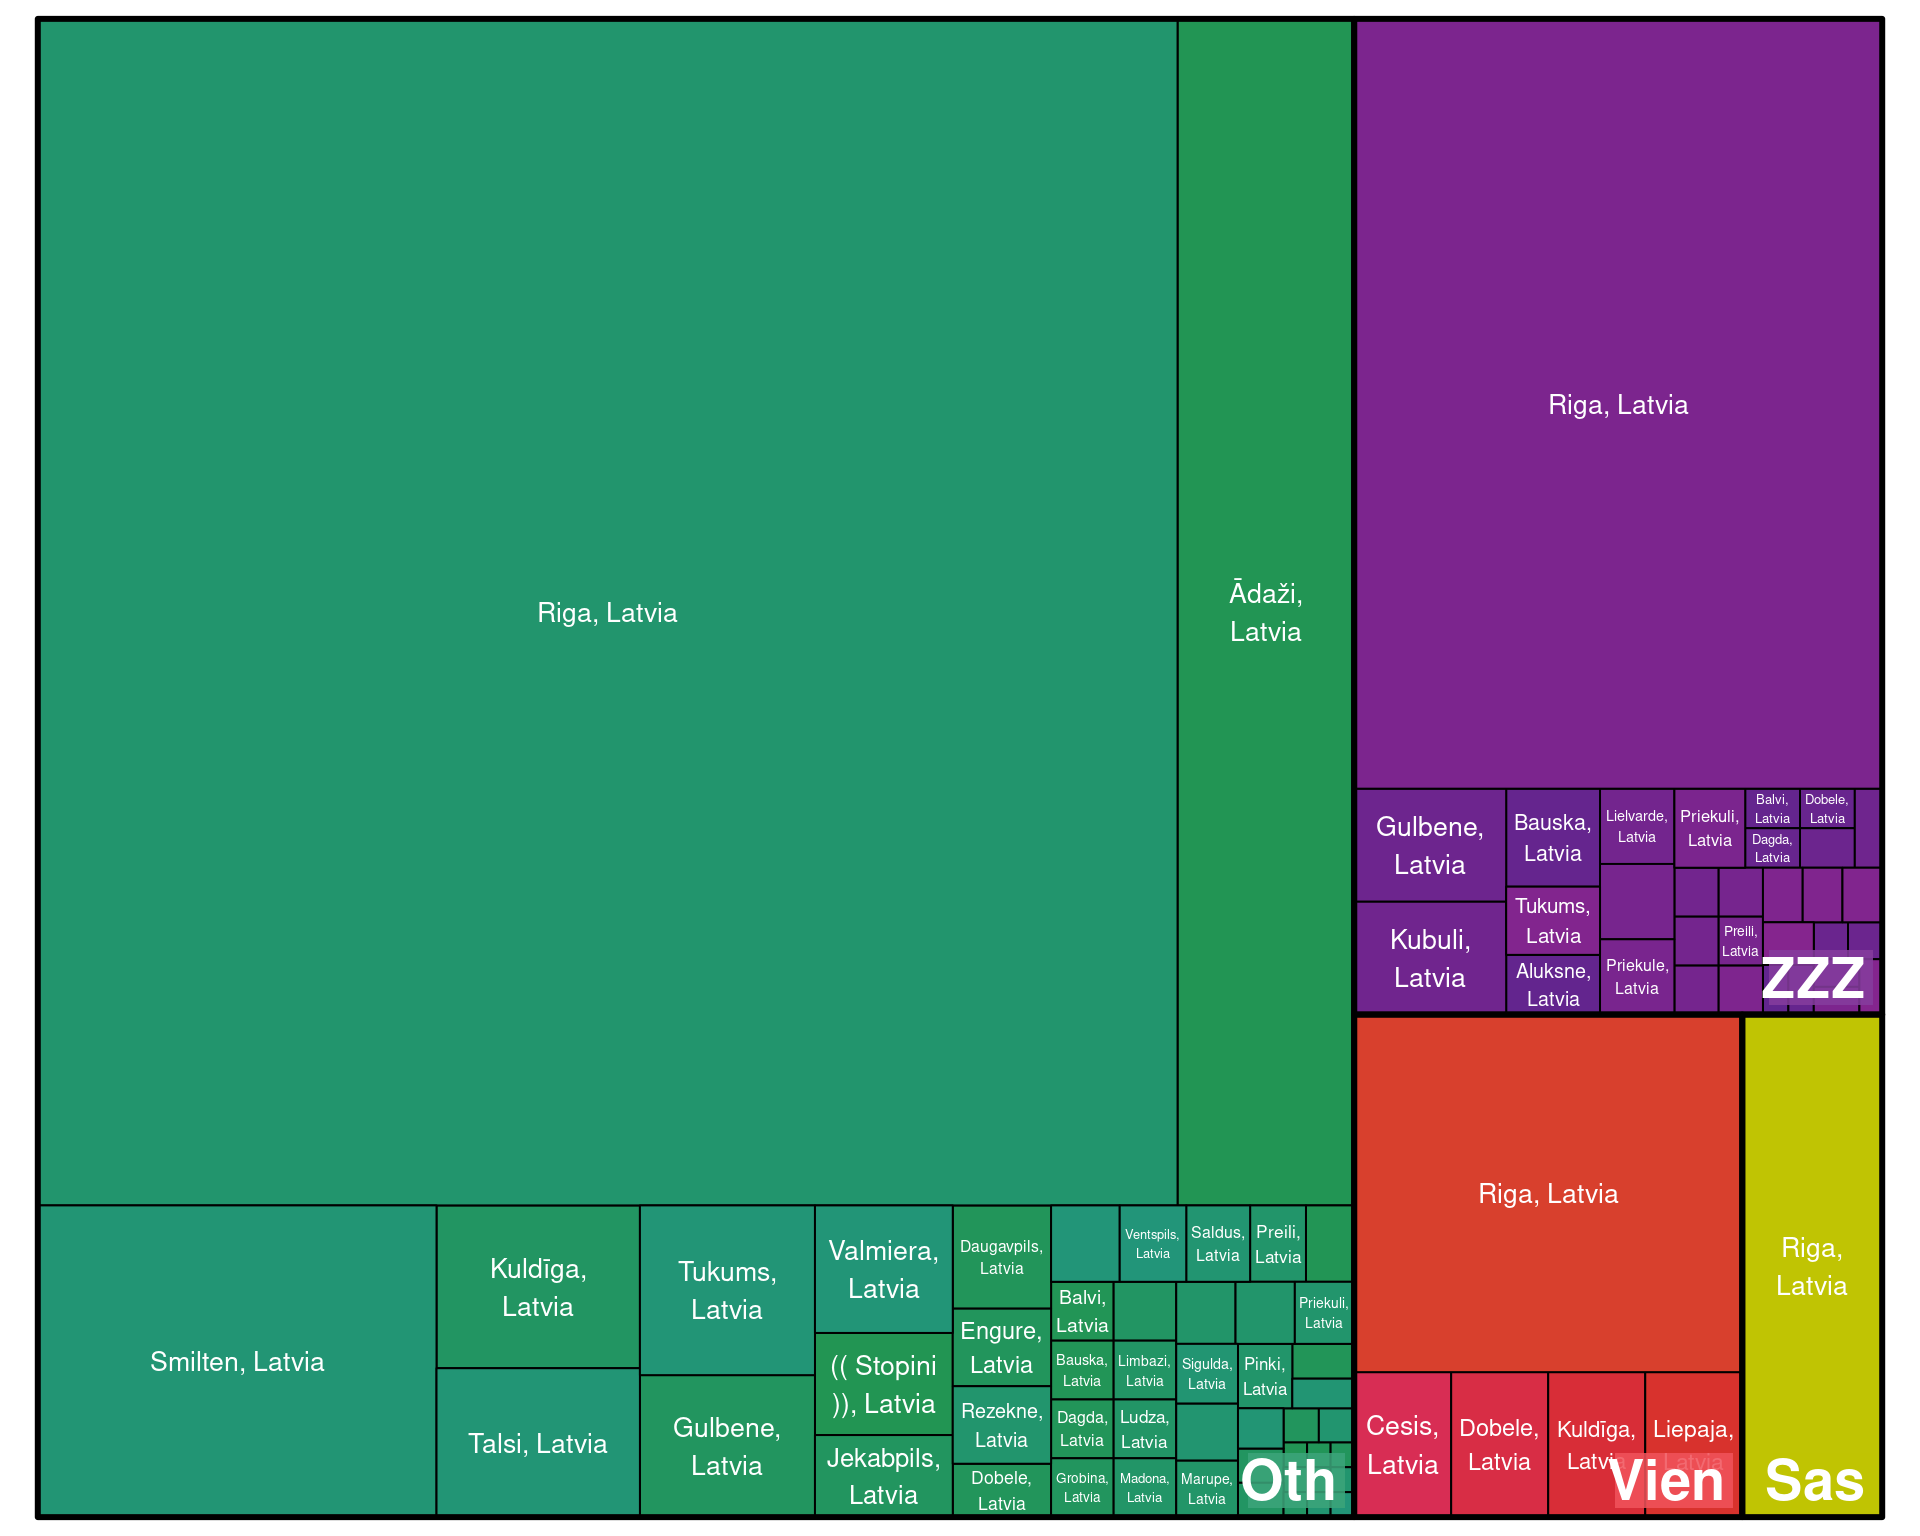 Riga, Latvia
Ādaži,
Latvia
Smilten, Latvia
Kuldīga,
Latvia
Talsi, Latvia
Tukums,
Latvia
Gulbene,
Latvia
Valmiera,
Latvia
(( Stopini
)), Latvia
Jekabpils,
Latvia
Daugavpils,
Latvia
Engure,
Latvia
Rezekne,
Latvia
Dobele,
Latvia
Ventspils,
Latvia
Saldus,
Latvia
Preili,
Latvia
Balvi,
Latvia
Priekuli,
Latvia
Bauska,
Latvia
Limbazi,
Latvia
Sigulda,
Latvia
Pinki,
Latvia
Dagda,
Latvia
Ludza,
Latvia
Grobina,
Latvia
Madona,
Latvia
Marupe,
Latvia
Oth
Riga, Latvia
Gulbene,
Latvia
Kubuli,
Latvia
Bauska,
Latvia
Tukums,
Latvia
Aluksne,
Latvia
Lielvarde,
Latvia
Priekule,
Latvia
Priekuli,
Latvia
Balvi,
Latvia
Dobele,
Latvia
Dagda,
Latvia
Preili,
Latvia
ZZZ
Riga, Latvia
Cesis,
Latvia
Dobele,
Latvia
Kuldīga,
Latvia
Liepaja,
Latvia
Vien
Riga,
Latvia
Sas